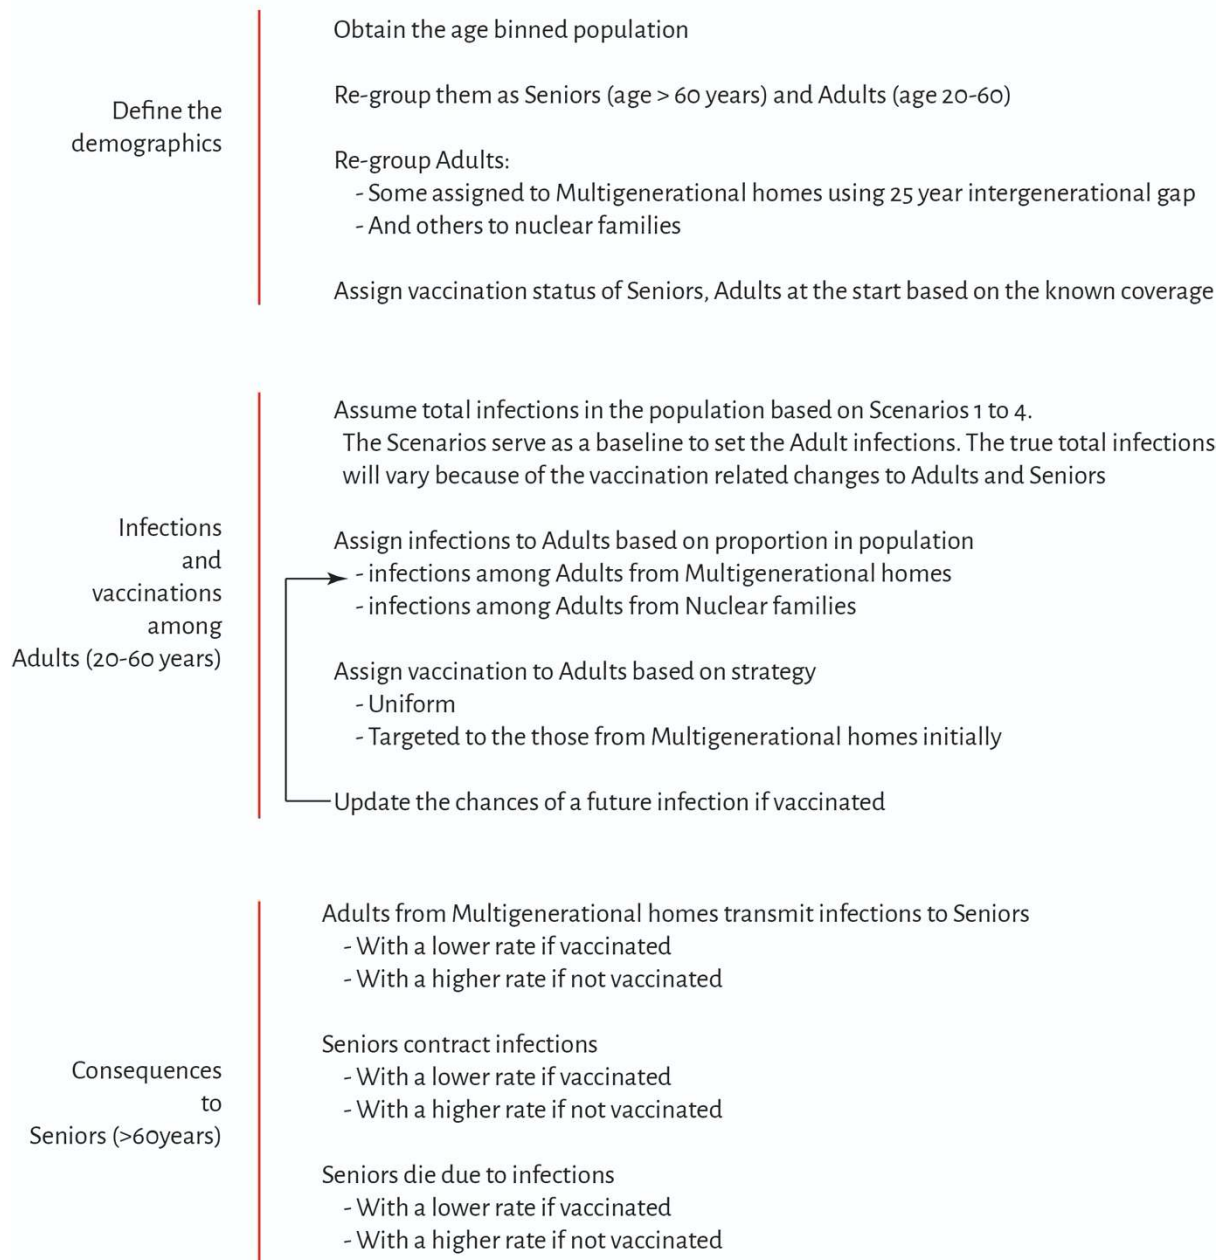 Define the
demographics
Obtain the age binned population
Re-group them as Seniors (age > 60 years) and Adults (age 20-60)
Re-group Adults:
- Some assigned to Multigenerational homes using 25 year intergenerational gap
- And others to nuclear families
Assign vaccination status of Seniors, Adults at the start based on the known coverage
Infections
and
vaccinations
among
Adults (20-60 years)
Assume total infections in the population based on Scenarios 1 to 4.
The Scenarios serve as a baseline to set the Adult infections. The true total infections
will vary because of the vaccination related changes to Adults and Seniors
Assign infections to Adults based on proportion in population
- infections among Adults from Multigenerational homes
- infections among Adults from Nuclear families
Assign vaccination to Adults based on strategy
- Uniform
- Targeted to the those from Multigenerational homes initially
Update the chances of a future infection if vaccinated
Consequences
to
Seniors (>60years)
Adults from Multigenerational homes transmit infections to Seniors
- With a lower rate if vaccinated
- With a higher rate if not vaccinated
Seniors contract infections
- With a lower rate if vaccinated
- With a higher rate if not vaccinated
Seniors die due to infections
- With a lower rate if vaccinated
- With a higher rate if not vaccinated